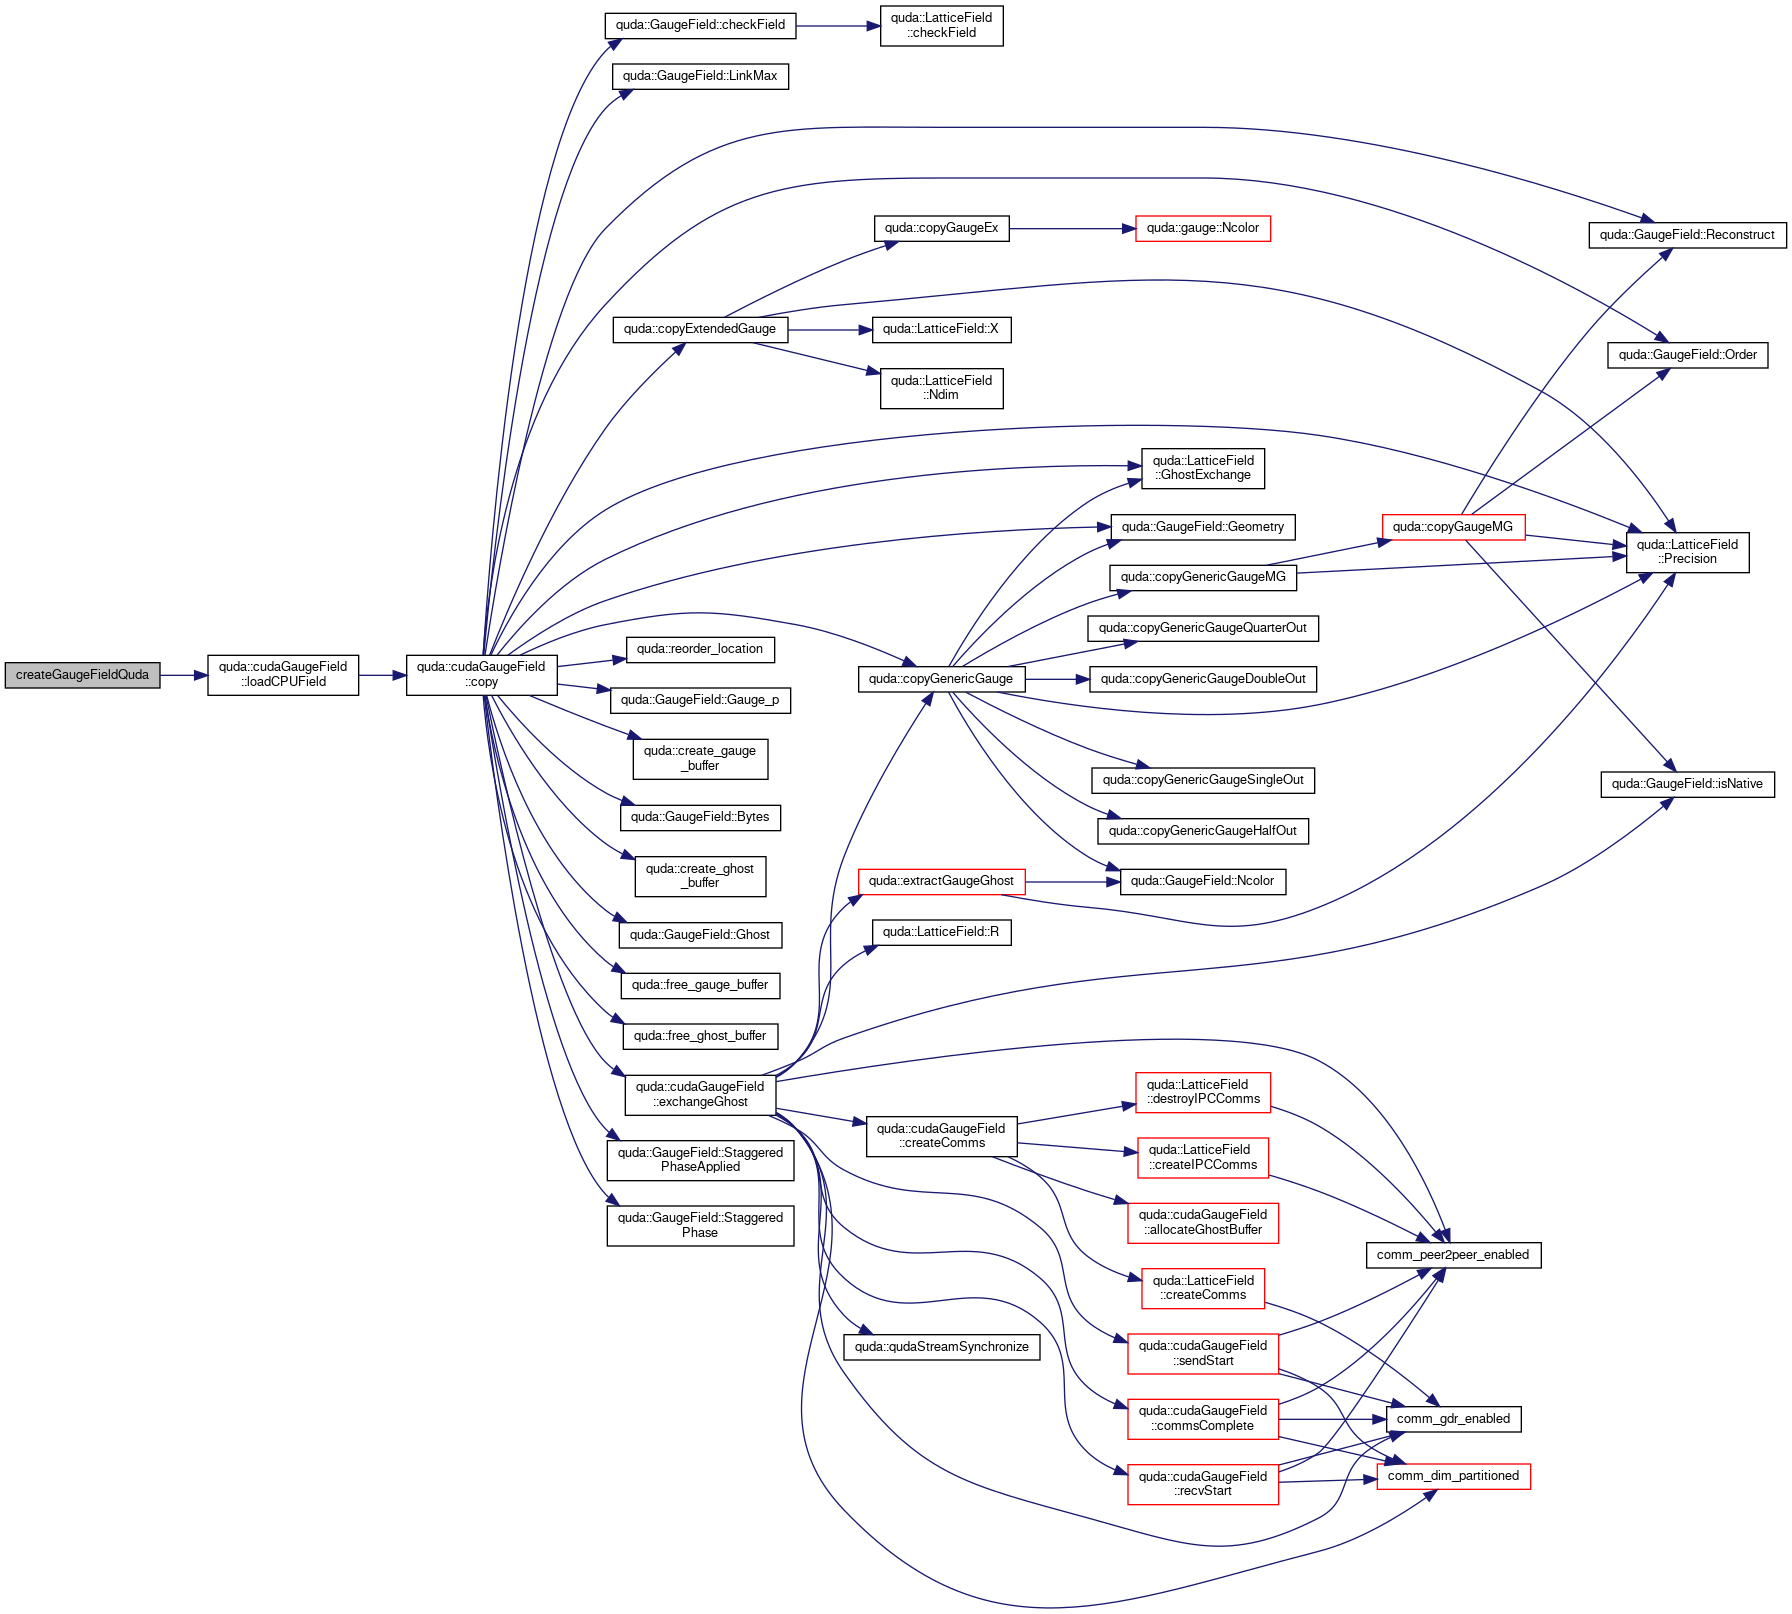 createGaugeFieldQuda
quda::cudaGaugeField
::loadCPUField
quda::cudaGaugeField
::copy
quda::GaugeField::checkField
quda::LatticeField
::checkField
quda::GaugeField::LinkMax
quda::copyExtendedGauge
quda::copyGaugeEx
quda::gauge::Ncolor
quda::LatticeField::X
quda::LatticeField
::Ndim
quda::GaugeField::Reconstruct
quda::GaugeField::Order
quda::LatticeField
::GhostExchange
quda::GaugeField::Geometry
quda::copyGaugeMG
quda::LatticeField
::Precision
quda::copyGenericGaugeMG
quda::copyGenericGaugeQuarterOut
quda::reorder_location
quda::copyGenericGauge
quda::copyGenericGaugeDoubleOut
quda::GaugeField::Gauge_p
quda::create_gauge
_buffer
quda::copyGenericGaugeSingleOut
quda::GaugeField::isNative
quda::GaugeField::Bytes
quda::copyGenericGaugeHalfOut
quda::create_ghost
_buffer
quda::extractGaugeGhost
quda::GaugeField::Ncolor
quda::GaugeField::Ghost
quda::LatticeField::R
quda::free_gauge_buffer
quda::free_ghost_buffer
quda::cudaGaugeField
::exchangeGhost
quda::LatticeField
::destroyIPCComms
quda::cudaGaugeField
::createComms
quda::LatticeField
::createIPCComms
quda::GaugeField::Staggered
PhaseApplied
quda::cudaGaugeField
::allocateGhostBuffer
quda::GaugeField::Staggered
Phase
comm_peer2peer_enabled
quda::LatticeField
::createComms
quda::qudaStreamSynchronize
quda::cudaGaugeField
::sendStart
quda::cudaGaugeField
::commsComplete
comm_gdr_enabled
quda::cudaGaugeField
::recvStart
comm_dim_partitioned